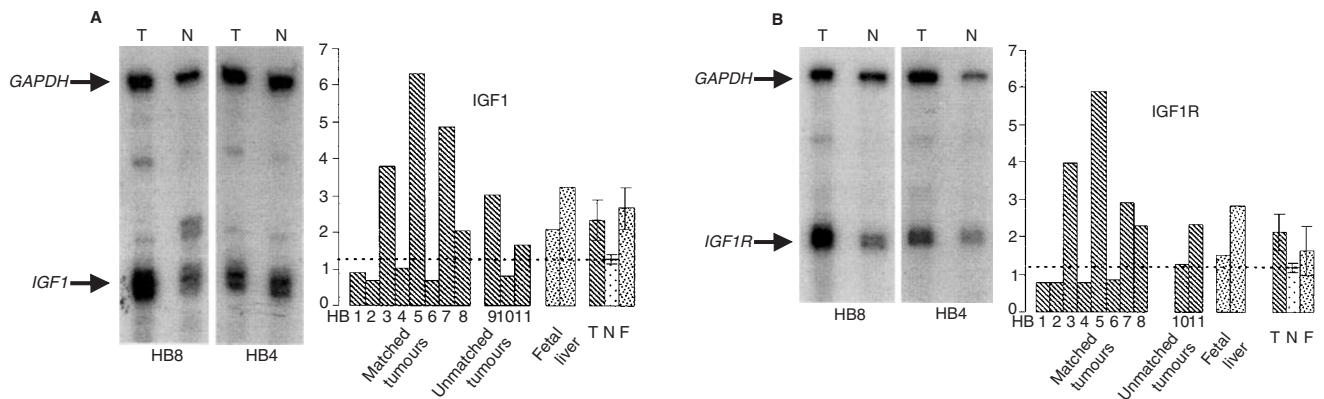 A
T N T N
GAPDH
IGF1
HB8 HB4
7
6
5
4
3
2
1
0
IGF1
HB 1 2 3 4 5 6 7 8 9 10 11
Matched tumours
Unmatched tumours
Fetal liver
T N F
B
T N T N
GAPDH
IGF1R
HB8 HB4
7
6
5
4
3
2
1
0
IGF1R
HB 1 2 3 4 5 6 7 8 10 11
Matched tumours
Unmatched tumours
Fetal liver
T N F